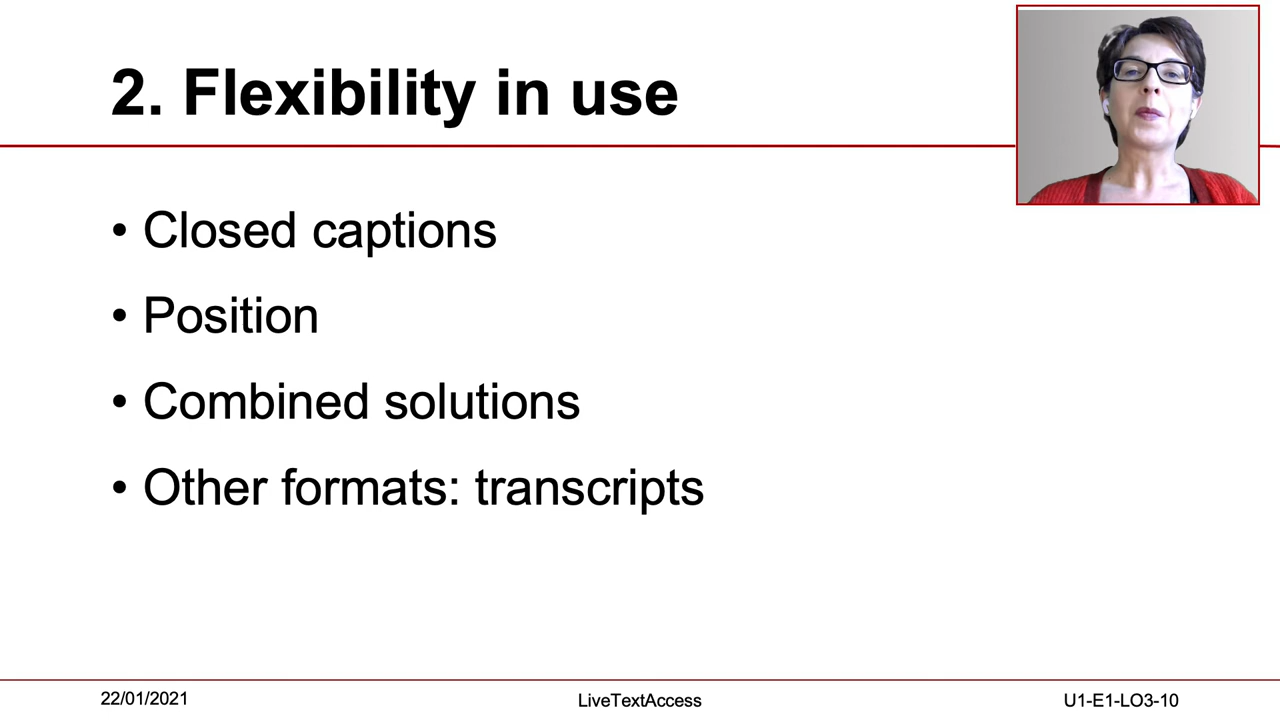 2. Flexibility in use
• Closed captions
• Position
• Combined solutions
• Other formats: transcripts
22/01/2021
LiveTextAccess
U1-E1-LO3-10